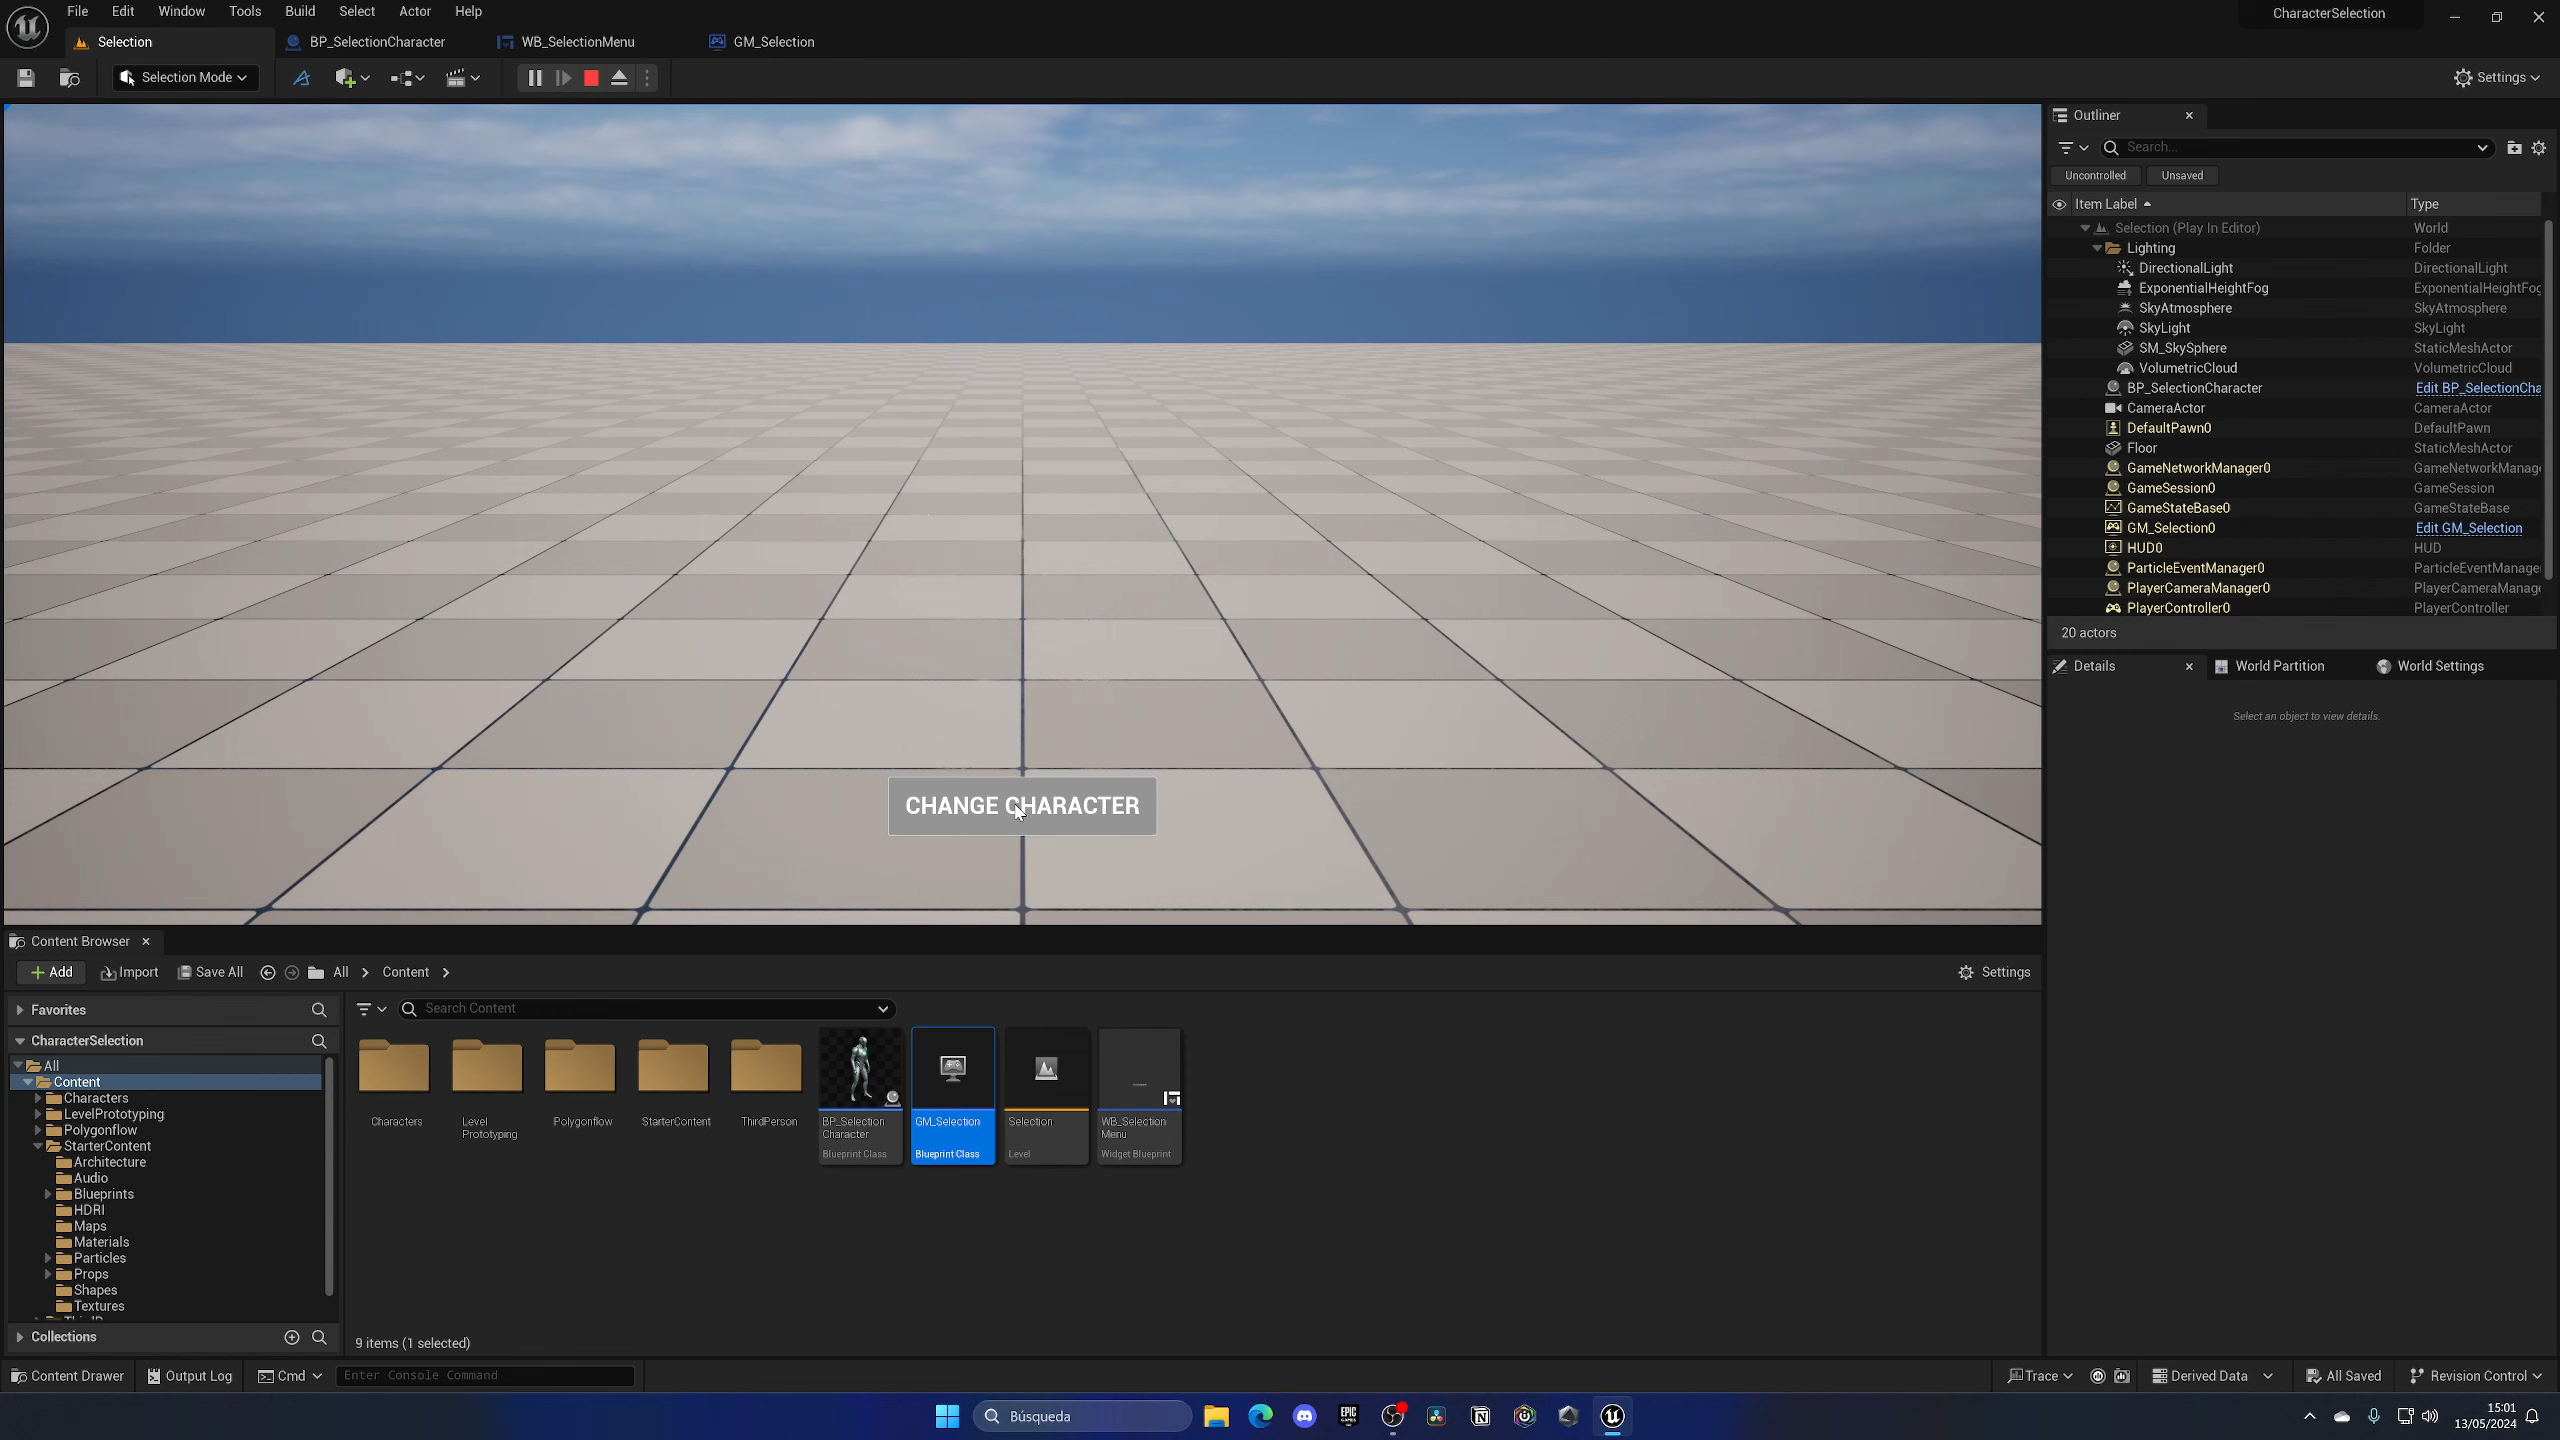 File Edit Window Tools Build Select Actor Help
CharacterSelection
Selection
BP_SelectionCharacter
WB_SelectionMenu
GM_Selection
Selection Mode
Settings
Outliner
Search...
Uncontrolled
Unsaved
Item Label
Type
Selection (Play In Editor) World
Lighting Folder
DirectionalLight DirectionalLight
ExponentialHeightFog ExponentialHeightFog
SkyAtmosphere SkyAtmosphere
SkyLight SkyLight
SM_SkySphere StaticMeshActor
VolumetricCloud VolumetricCloud
BP_SelectionCharacter Edit BP_SelectionCha
CameraActor CameraActor
DefaultPawn0 DefaultPawn
Floor StaticMeshActor
GameNetworkManager0 GameNetworkManage
GameSession0 GameSession
GameStateBase0 GameStateBase
GM_Selection0 Edit GM_Selection
HUD0 HUD
ParticleEventManager0 ParticleEventManage
PlayerCameraManager0 PlayerCameraManage
PlayerController0 PlayerController
20 actors
Details
World Partition
World Settings
Select an object to view details.
CHANGE CHARACTER
Content Browser
Add
Import
Save All
All
Content
Settings
Favorites
Search Content
CharacterSelection
All
Content
Characters
LevelPrototyping
Polygonflow
StarterContent
Architecture
Audio
Blueprints
HDRI
Maps
Materials
Particles
Props
Shapes
Textures
Collections
Characters
Level
Prototyping
Polygonflow
StarterContent
ThirdPerson
BP_Selection
Character
Blueprint Class
GM_Selection
Blueprint Class
Selection
Level
WB_Selection
Menu
Widget Blueprint
9 items (1 selected)
Content Drawer
Output Log
Cmd
Enter Console Command
Trace
Derived Data
All Saved
Revision Control
Búsqueda
EPIC
GAMES
15:01
13/05/2024